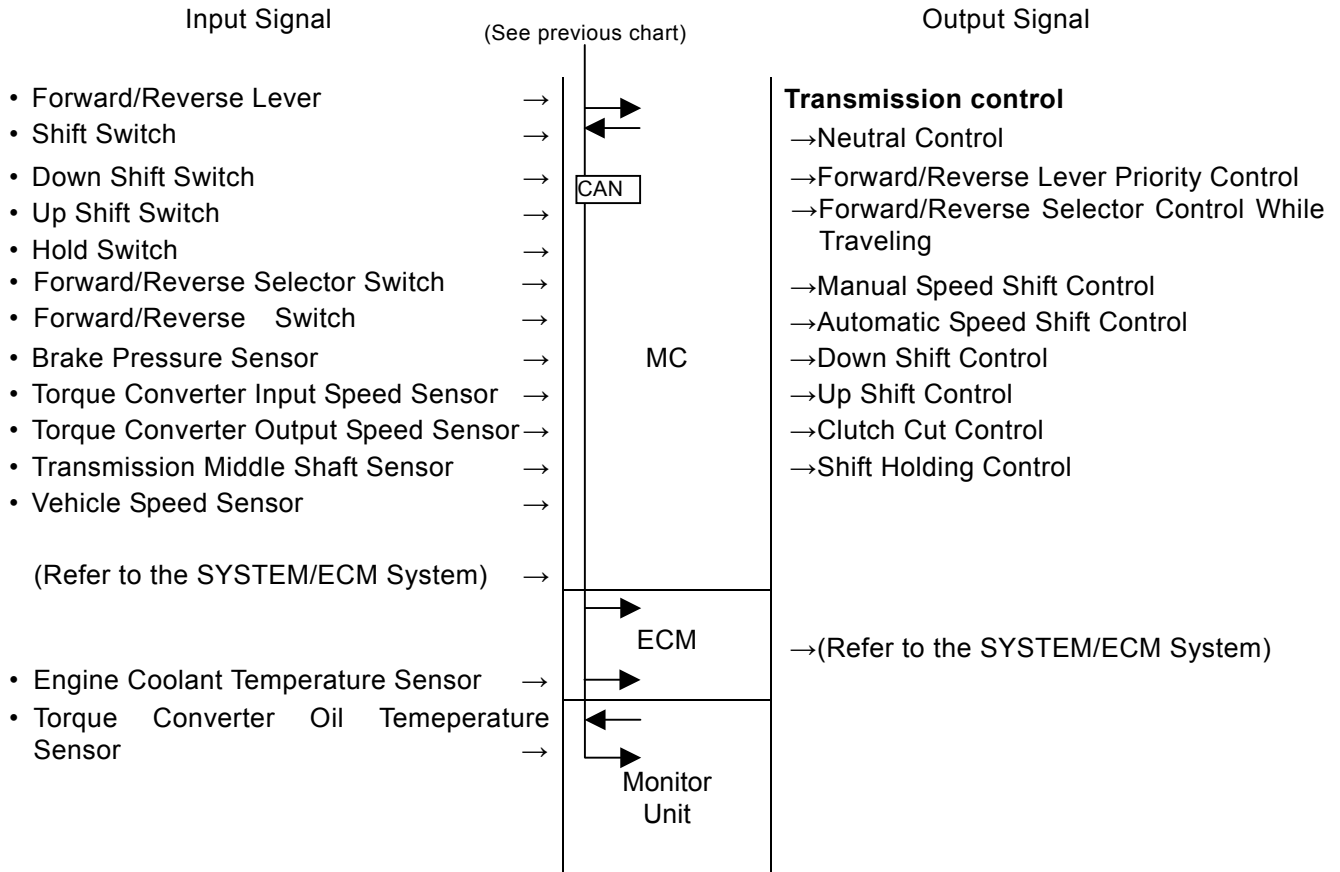 Input Signal
(See previous chart)
Output Signal
• Forward/Reverse Lever →
• Shift Switch →
• Down Shift Switch →
• Up Shift Switch →
• Hold Switch →
• Forward/Reverse Selector Switch →
• Forward/Reverse Switch →
• Brake Pressure Sensor →
• Torque Converter Input Speed Sensor →
• Torque Converter Output Speed Sensor→
• Transmission Middle Shaft Sensor →
• Vehicle Speed Sensor →
(Refer to the SYSTEM/ECM System) →
• Engine Coolant Temperature Sensor →
• Torque Converter Oil Temeperature
Sensor →
CAN
MC
ECM
Monitor
Unit
Transmission control
→Neutral Control
→Forward/Reverse Lever Priority Control
→Forward/Reverse Selector Control While
Traveling
→Manual Speed Shift Control
→Automatic Speed Shift Control
→Down Shift Control
→Up Shift Control
→Clutch Cut Control
→Shift Holding Control
→(Refer to the SYSTEM/ECM System)